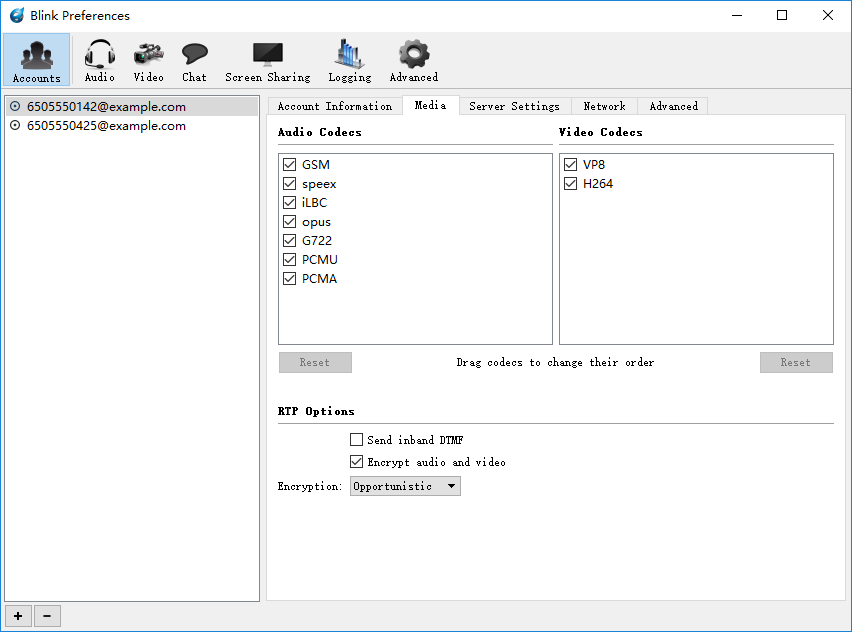 Blink Preferences
Accounts Audio Video Chat Screen Sharing Logging Advanced
6505550142@example.com
6505550425@example.com
Account Information Media Server Settings Network Advanced
Audio Codecs
GSM
speex
iLBC
opus
G722
PCMU
PCMA
Video Codecs
VP8
H264
Reset Drag codecs to change their order Reset
RTP Options
Send inband DTMF
Encrypt audio and video
Encryption: Opportunistic